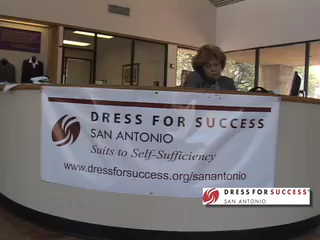 DRESS FOR SUCCESS
SAN ANTONIO
Suits to Self-Sufficiency
www.dressforsuccess.org/sanantonio
DRESS FOR SUCCESS
SAN ANTONIO